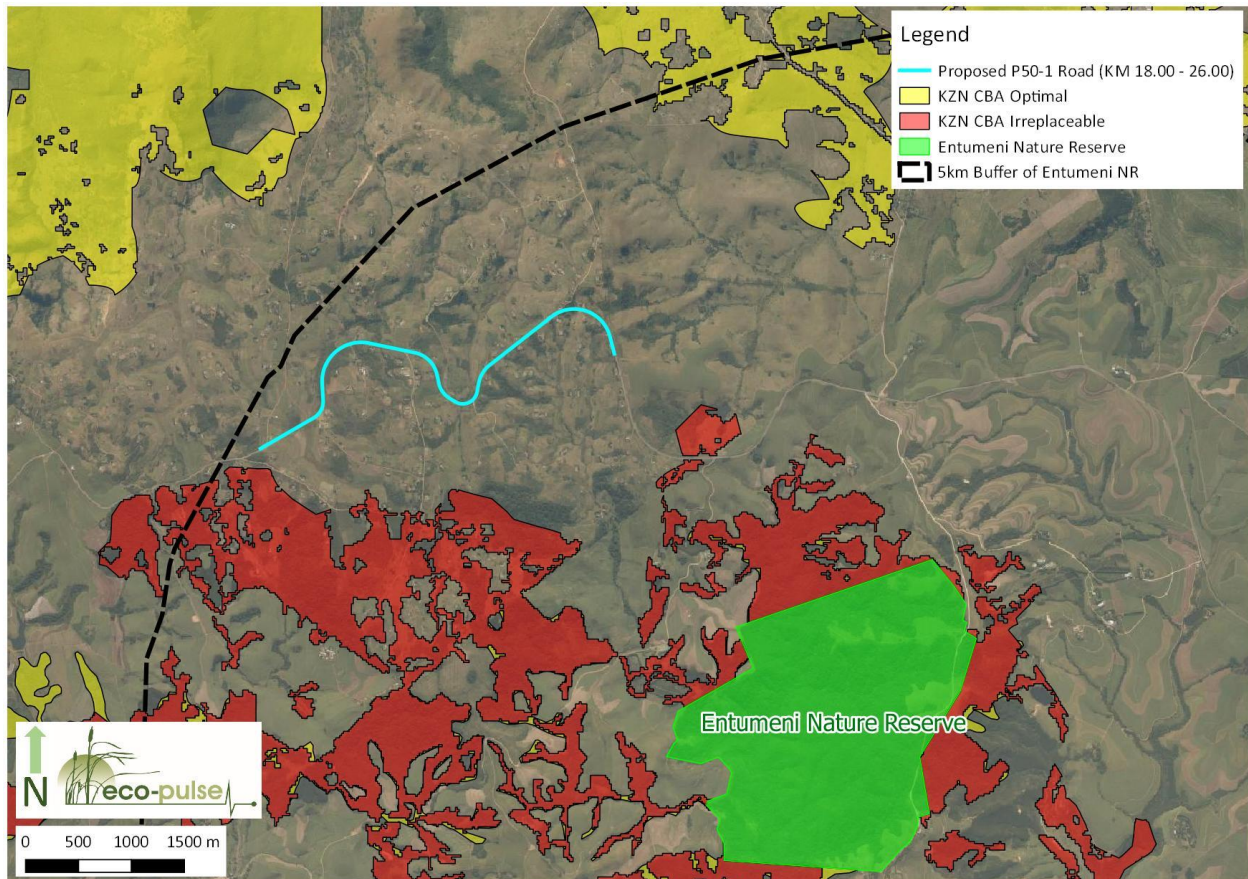 Legend
Proposed P50-1 Road (KM 18.00 - 26.00)
KZN CBA Optimal
KZN CBA Irreplaceable
Entumeni Nature Reserve
5km Buffer of Entumeni NR
Entumeni Nature Reserve
N
eco-pulse
0 500 1000 1500 m